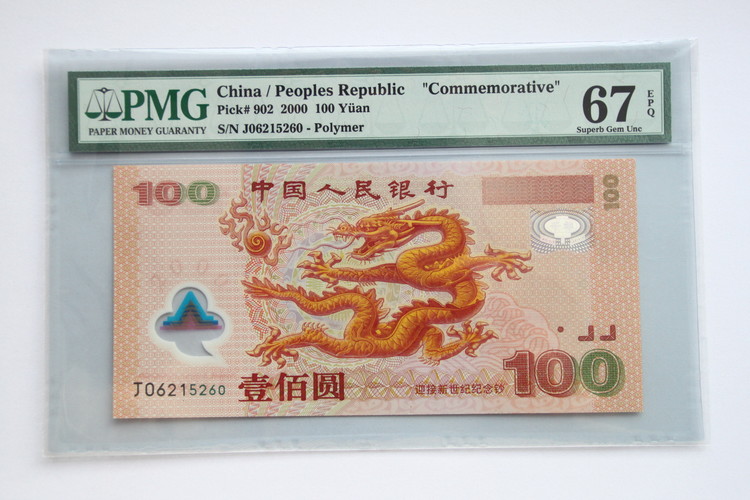 PMG
PAPER MONEY GUARANTY
China / Peoples Republic "Commemorative"
Pick# 902 2000 100 Yüan
S/N J06215260 - Polymer
67 EPQ
Superb Gem Unc
100 中国人民银行 100
J06215260 壹佰圆 迎接新世纪纪念钞 100